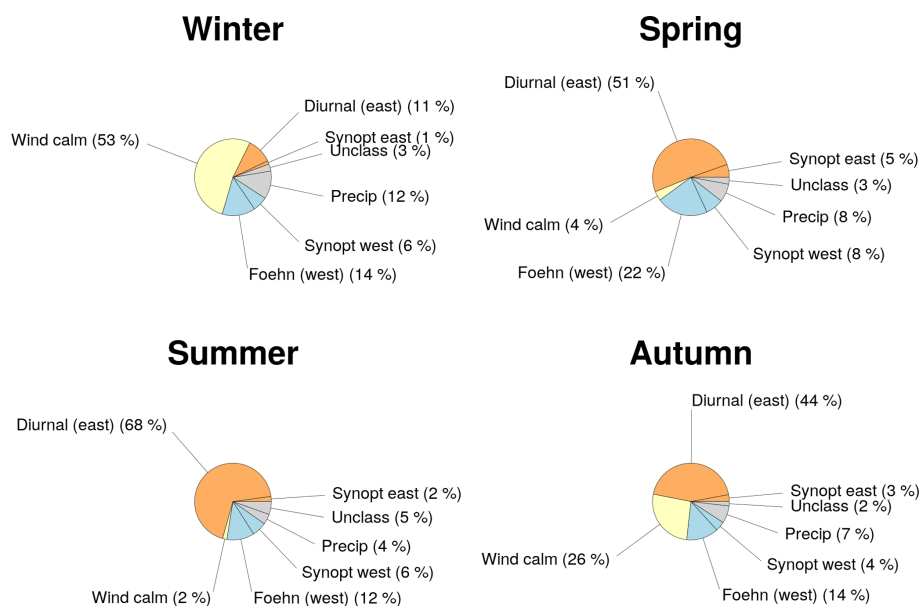 Winter
Diurnal (east) (11 %)
Synopt east (1 %)
Wind calm (53 %)
Unclass (3 %)
Precip (12 %)
Synopt west (6 %)
Foehn (west) (14 %)
Spring
Diurnal (east) (51 %)
Synopt east (5 %)
Unclass (3 %)
Precip (8 %)
Wind calm (4 %)
Synopt west (8 %)
Foehn (west) (22 %)
Summer
Diurnal (east) (68 %)
Synopt east (2 %)
Unclass (5 %)
Precip (4 %)
Synopt west (6 %)
Wind calm (2 %)
Foehn (west) (12 %)
Autumn
Diurnal (east) (44 %)
Synopt east (3 %)
Unclass (2 %)
Precip (7 %)
Wind calm (26 %)
Synopt west (4 %)
Foehn (west) (14 %)